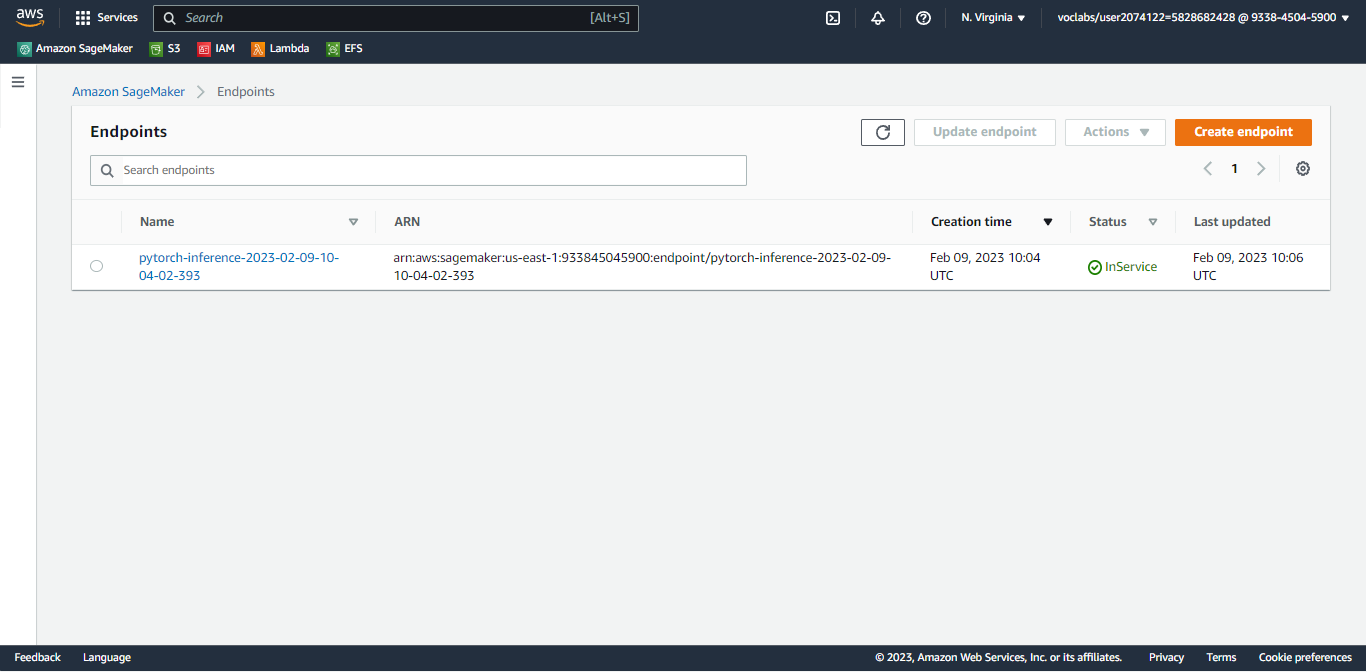 aws
Services
Search
[Alt+S]
N. Virginia
voclabs/user2074122=5828682428 @ 9338-4504-5900
Amazon SageMaker
S3
IAM
Lambda
EFS
Amazon SageMaker
Endpoints
Endpoints
Update endpoint
Actions
Create endpoint
Search endpoints
1
Name
ARN
Creation time
Status
Last updated
pytorch-inference-2023-02-09-10-
04-02-393
arn:aws:sagemaker:us-east-1:933845045900:endpoint/pytorch-inference-2023-02-09-
10-04-02-393
Feb 09, 2023 10:04
UTC
InService
Feb 09, 2023 10:06
UTC
Feedback
Language
© 2023, Amazon Web Services, Inc. or its affiliates.
Privacy
Terms
Cookie preferences